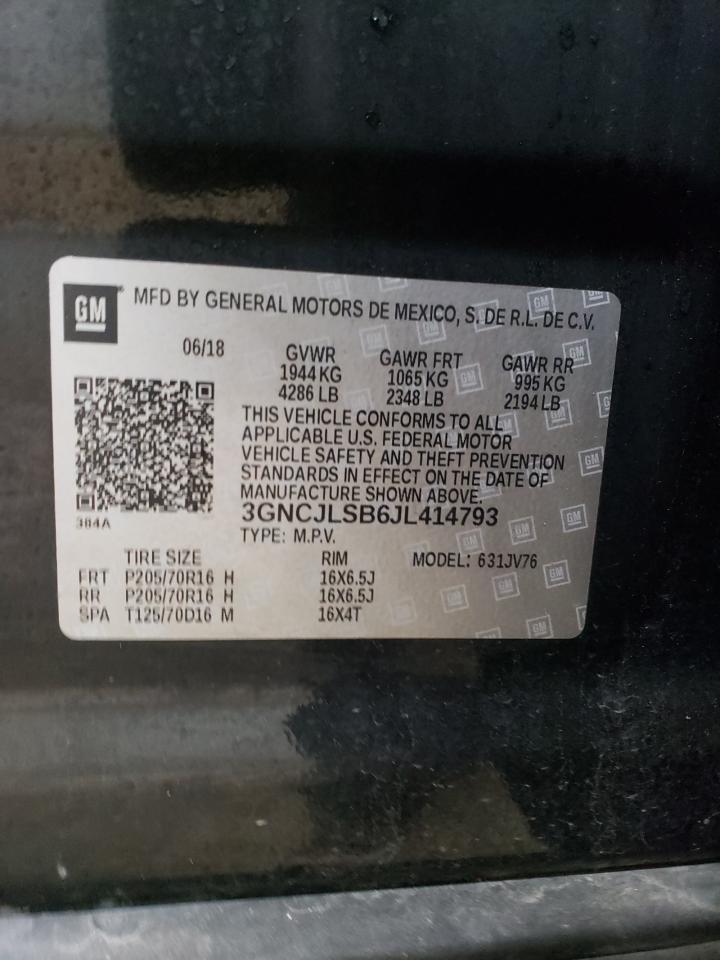 GM MFD BY GENERAL MOTORS DE MEXICO, S. DE R.L. DE C.V.
06/18 GVWR GAWR FRT GAWR RR
1944 KG 1065 KG 995 KG
4286 LB 2348 LB 2194 LB
THIS VEHICLE CONFORMS TO ALL
APPLICABLE U.S. FEDERAL MOTOR
VEHICLE SAFETY AND THEFT PREVENTION
STANDARDS IN EFFECT ON THE DATE OF
MANUFACTURE SHOWN ABOVE.
3GNCJLSB6JL414793
384A
TYPE: M.P.V.
TIRE SIZE RIM MODEL: 631JV76
FRT P205/70R16 H 16X6.5J
RR P205/70R16 H 16X6.5J
SPA T125/70D16 M 16X4T